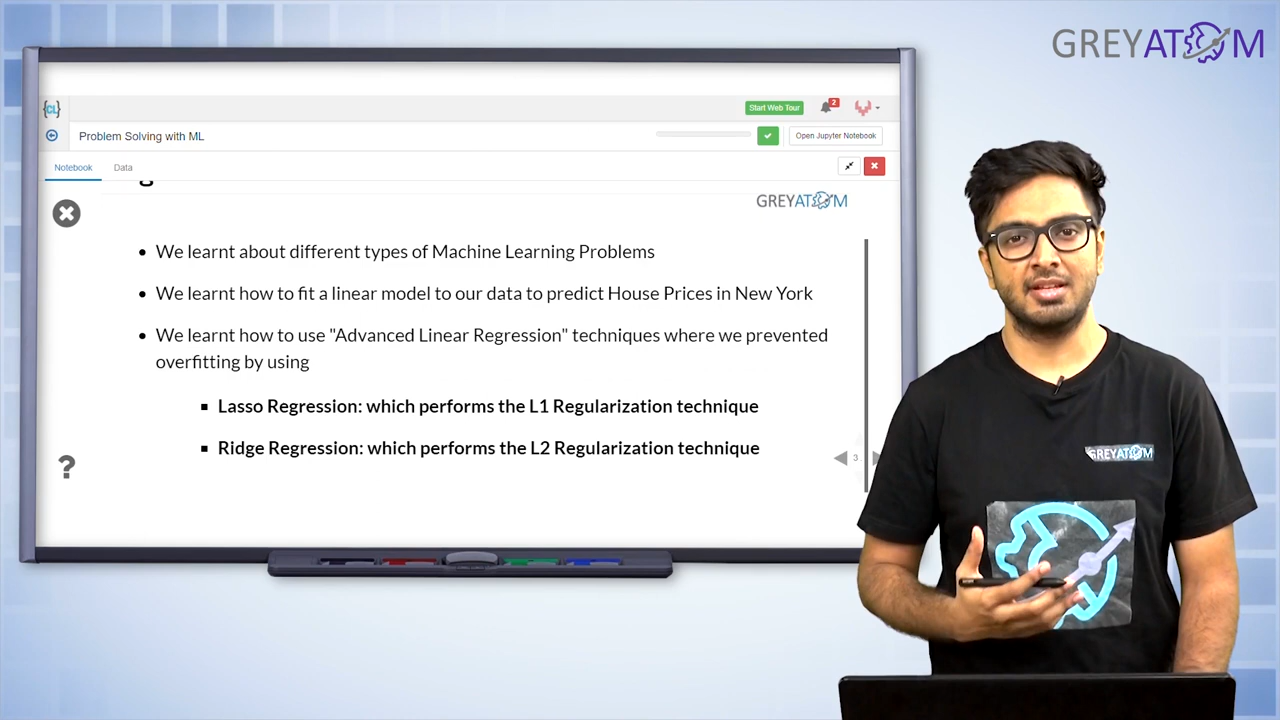 GREYATOM
{CL}
Start Web Tour
2
Problem Solving with ML
Open Jupyter Notebook
Notebook
Data
GREYATOM
We learnt about different types of Machine Learning Problems
We learnt how to fit a linear model to our data to predict House Prices in New York
We learnt how to use "Advanced Linear Regression" techniques where we prevented
overfitting by using
Lasso Regression: which performs the L1 Regularization technique
Ridge Regression: which performs the L2 Regularization technique
?
3
GREYATOM